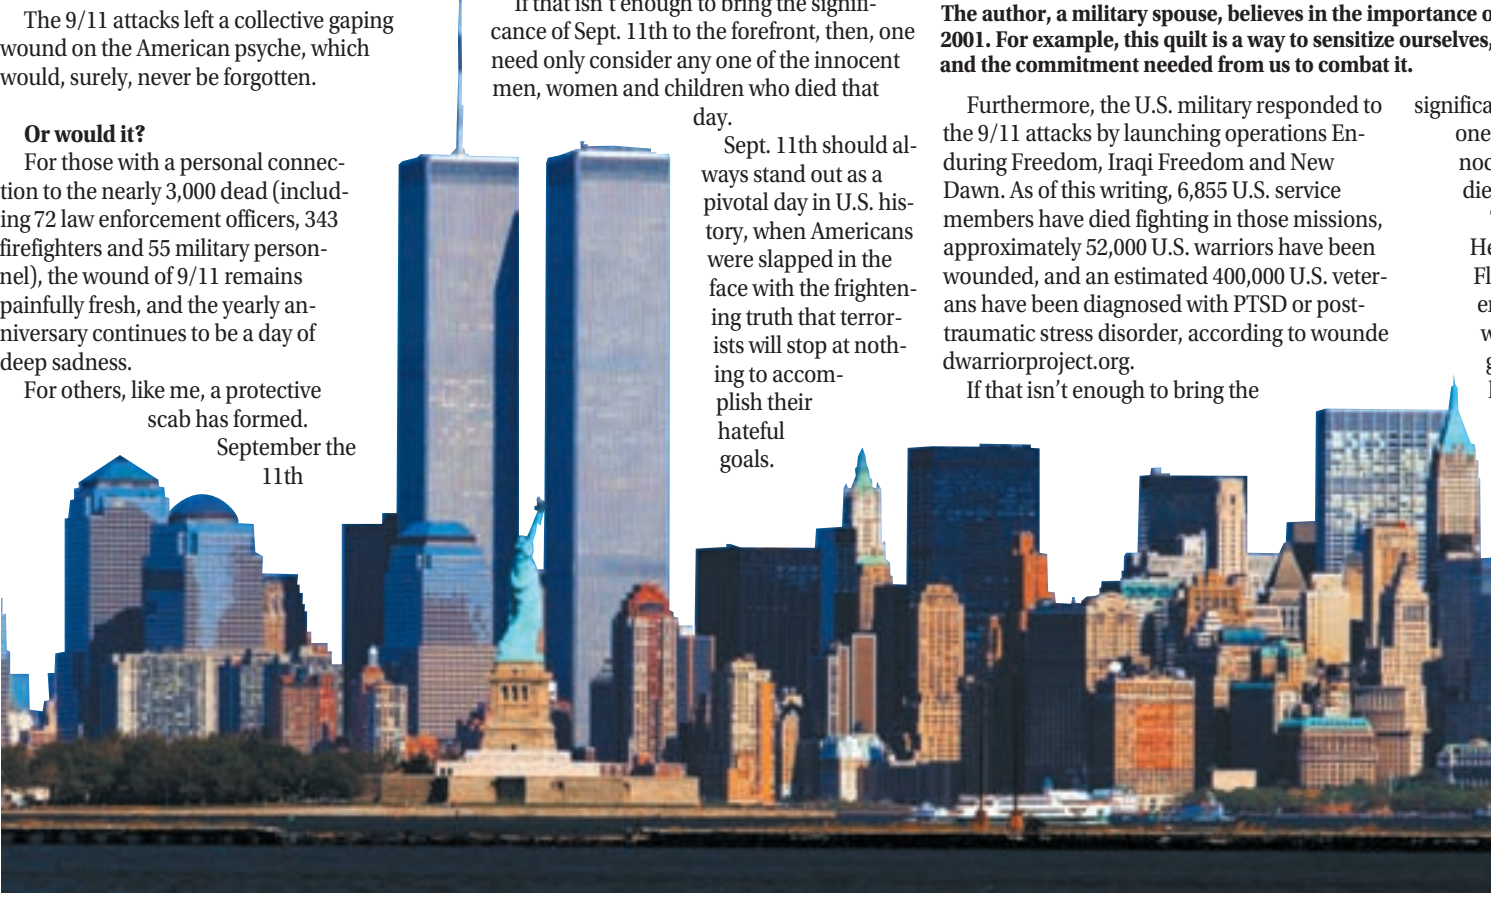 The 9/11 attacks left a collective gaping
wound on the American psyche, which
would, surely, never be forgotten.
Or would it?
For those with a personal connec-
tion to the nearly 3,000 dead (includ-
ing 72 law enforcement officers, 343
firefighters and 55 military person-
nel), the wound of 9/11 remains
painfully fresh, and the yearly an-
niversary continues to be a day of
deep sadness.
For others, like me, a protective
scab has formed.
September the
11th
If that isn't enough to bring the signifi-
cance of Sept. 11th to the forefront, then, one
need only consider any one of the innocent
men, women and children who died that
day.
Sept. 11th should al-
ways stand out as a
pivotal day in U.S. his-
tory, when Americans
were slapped in the
face with the frighten-
ing truth that terror-
ists will stop at noth-
ing to accom-
plish their
hateful
goals.
The author, a military spouse, believes in the importance
2001. For example, this quilt is a way to sensitize ourselves,
and the commitment needed from us to combat it.
Furthermore, the U.S. military responded to
the 9/11 attacks by launching operations En-
during Freedom, Iraqi Freedom and New
Dawn. As of this writing, 6,855 U.S. service
members have died fighting in those missions,
approximately 52,000 U.S. warriors have been
wounded, and an estimated 400,000 U.S. veter-
ans have been diagnosed with PTSD or post-
traumatic stress disorder, according to wounde
dwarriorproject.org.
If that isn't enough to bring the
one